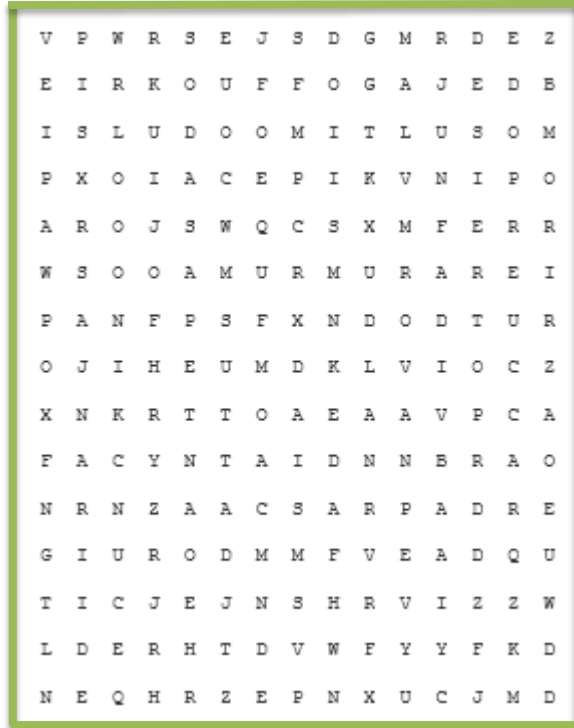 V P W R S E J S D G M R D E Z
E I R K O U F F O G A J E D B
I S L U D O O M I T L U S O M
P X O I A C E P I K V N I P O
A R O J S W Q C S X M F E R R
W S O O A M U R M U R A R E I
P A N F P S F X N D O D T U R
O J I H E U M D K L V I O C Z
X N K R T T O A E A A V P C A
F A C Y N T A I D N N B R A O
N R N Z A A C S A R P A D R E
G I U R O D M M F V E A D Q U
T I C J E J N S H R V I Z Z W
L D E R H T D V W F Y Y F K D
N E Q H R Z E P N X U C J M D